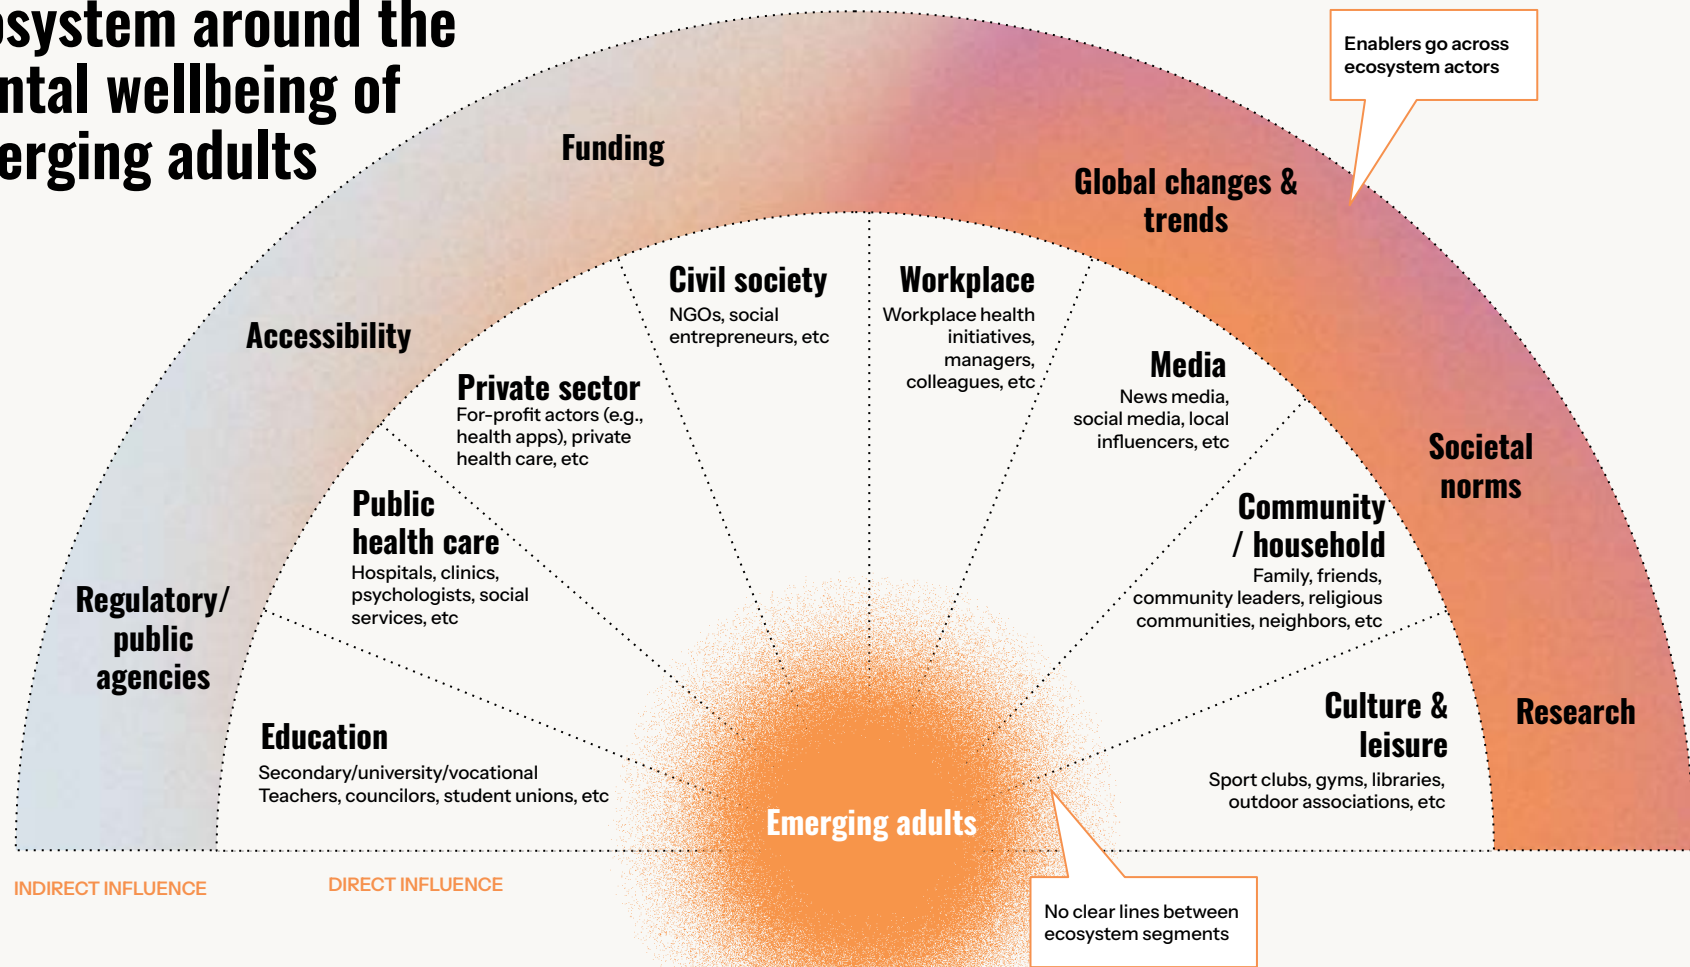 osystem around the
ntal wellbeing of
erging adults
Enablers go across
ecosystem actors
Funding
Global changes &
trends
Accessibility
Societal
norms
Regulatory/
public
agencies
Research
Civil society
NGOs, social
entrepreneurs, etc
Workplace
Workplace health
initiatives,
managers,
colleagues, etc
Private sector
For-profit actors (e.g.,
health apps), private
health care, etc
Media
News media,
social media, local
influencers, etc
Public
health care
Hospitals, clinics,
psychologists, social
services, etc
Community
/ household
Family, friends,
community leaders, religious
communities, neighbors, etc
Education
Secondary/university/vocational
Teachers, councilors, student unions, etc
Culture &
leisure
Sport clubs, gyms, libraries,
outdoor associations, etc
Emerging adults
INDIRECT INFLUENCE
DIRECT INFLUENCE
No clear lines between
ecosystem segments